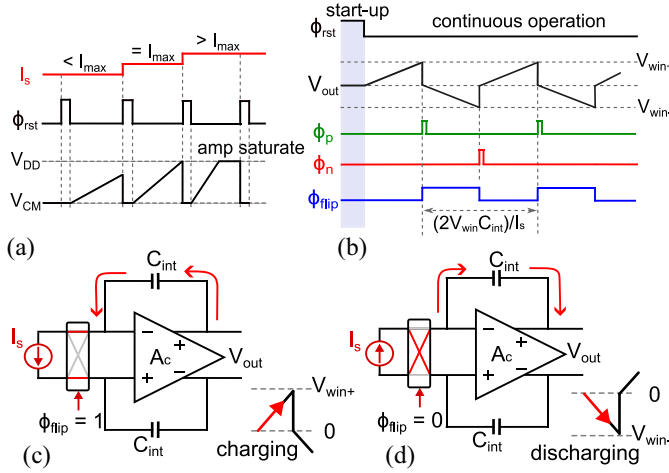 start-up
ϕrst
continuous operation
< Imax
= Imax
> Imax
Is
ϕrst
VDD
amp saturate
VCM
(a)
Vout
Vwin+
Vwin-
ϕp
ϕn
ϕflip
(2VwinCint)/Is
(b)
Cint
Is
Ac
Vout
ϕflip = 1
Cint
Vwin+
0
charging
(c)
Cint
Is
Ac
Vout
ϕflip = 0
Cint
0
Vwin-
discharging
(d)